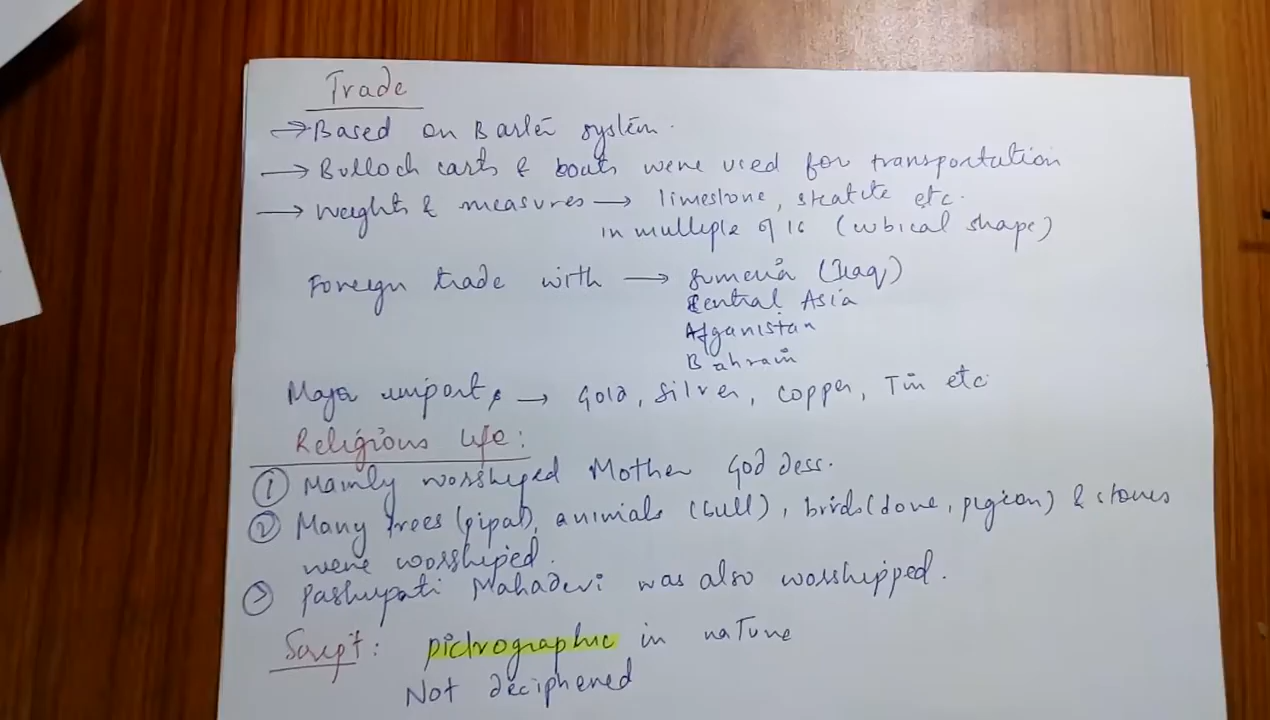 Trade
→ Based on Barter system.
→ Bulloch carts & boats were used for transportation
→ Weights & measures → limestone, steatite etc.
in multiple of 16 (cubical shape)
Foreign trade with → Sumeria (Iraq)
Central Asia
Afganistan
Bahrain
Major imports → Gold, Silver, Copper, Tin etc
Religious life:
① Mainly worshiped Mother Goddess.
② Many trees (pipal), animals (bull), birds (dove, pigeon) & stones
were worshiped.
③ Pashupati Mahadevi was also worshipped.
Script: pictrographic in nature
Not deciphered